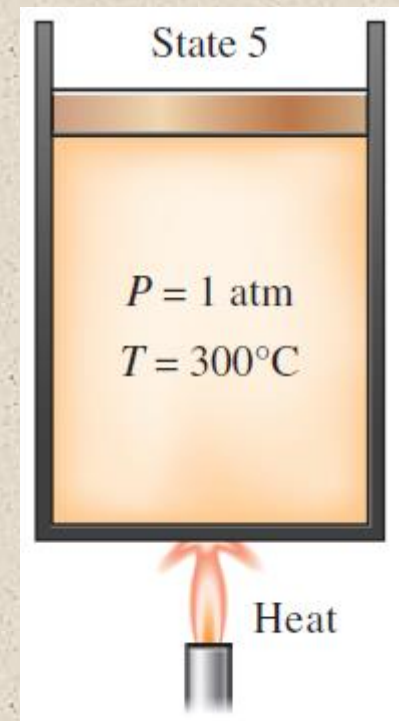 State 5
P = 1 atm
T = 300°C
Heat